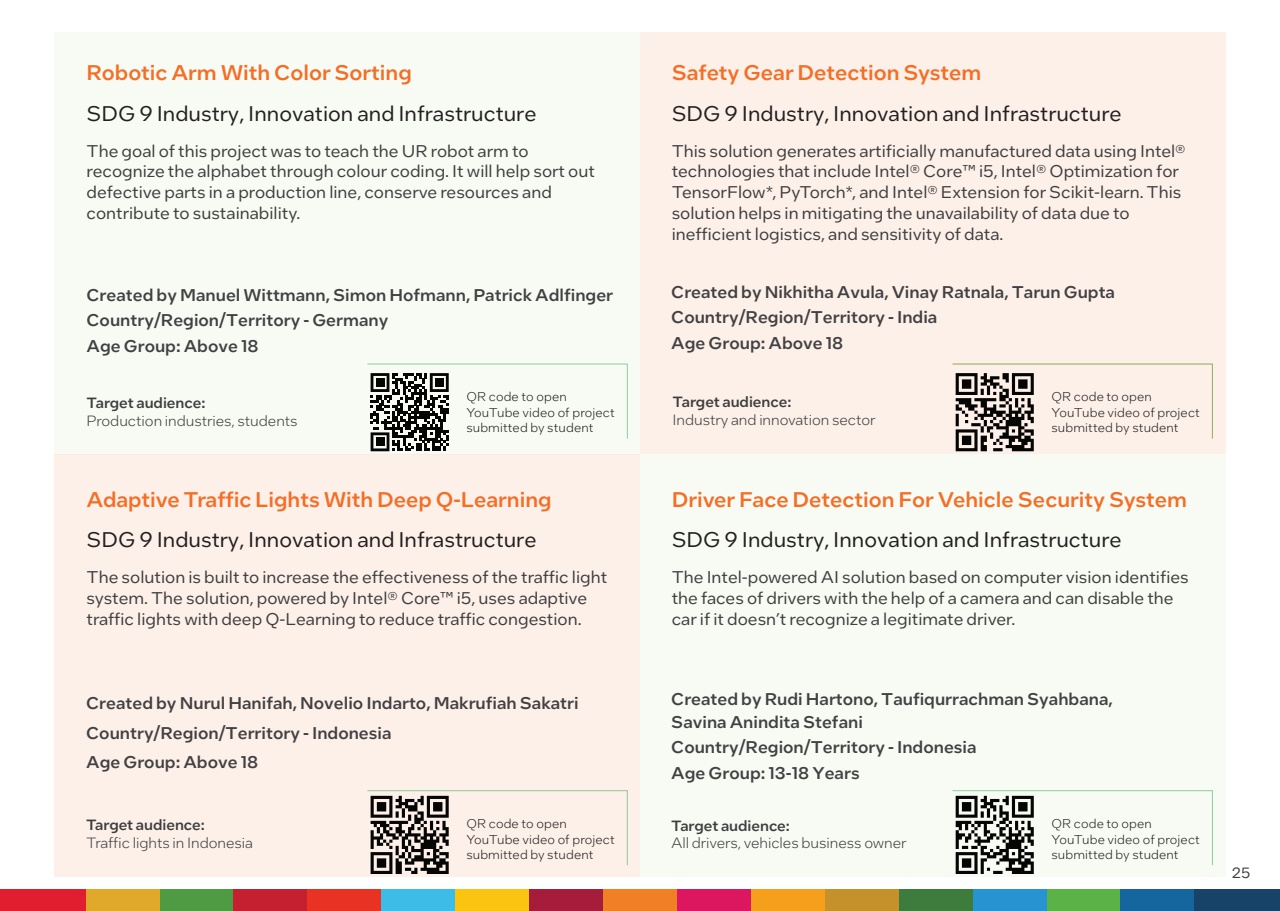 Robotic Arm With Color Sorting
SDG 9 Industry, Innovation and Infrastructure
The goal of this project was to teach the UR robot arm to
recognize the alphabet through colour coding. It will help sort out
defective parts in a production line, conserve resources and
contribute to sustainability.
Created by Manuel Wittmann, Simon Hofmann, Patrick Adlfinger
Country/Region/Territory - Germany
Age Group: Above 18
Target audience:
Production industries, students
QR code to open
YouTube video of project
submitted by student
Safety Gear Detection System
SDG 9 Industry, Innovation and Infrastructure
This solution generates artificially manufactured data using Intel®
technologies that include Intel® Core™ i5, Intel® Optimization for
TensorFlow*, PyTorch*, and Intel® Extension for Scikit-learn. This
solution helps in mitigating the unavailability of data due to
inefficient logistics, and sensitivity of data.
Created by Nikhitha Avula, Vinay Ratnala, Tarun Gupta
Country/Region/Territory - India
Age Group: Above 18
Target audience:
Industry and innovation sector
QR code to open
YouTube video of project
submitted by student
Adaptive Traffic Lights With Deep Q-Learning
SDG 9 Industry, Innovation and Infrastructure
The solution is built to increase the effectiveness of the traffic light
system. The solution, powered by Intel® Core™ i5, uses adaptive
traffic lights with deep Q-Learning to reduce traffic congestion.
Created by Nurul Hanifah, Novelio Indarto, Makrufiah Sakatri
Country/Region/Territory - Indonesia
Age Group: Above 18
Target audience:
Traffic lights in Indonesia
QR code to open
YouTube video of project
submitted by student
Driver Face Detection For Vehicle Security System
SDG 9 Industry, Innovation and Infrastructure
The Intel-powered AI solution based on computer vision identifies
the faces of drivers with the help of a camera and can disable the
car if it doesn't recognize a legitimate driver.
Created by Rudi Hartono, Taufiqurrachman Syahbana,
Savina Anindita Stefani
Country/Region/Territory - Indonesia
Age Group: 13-18 Years
Target audience:
All drivers, vehicles business owner
QR code to open
YouTube video of project
submitted by student
25